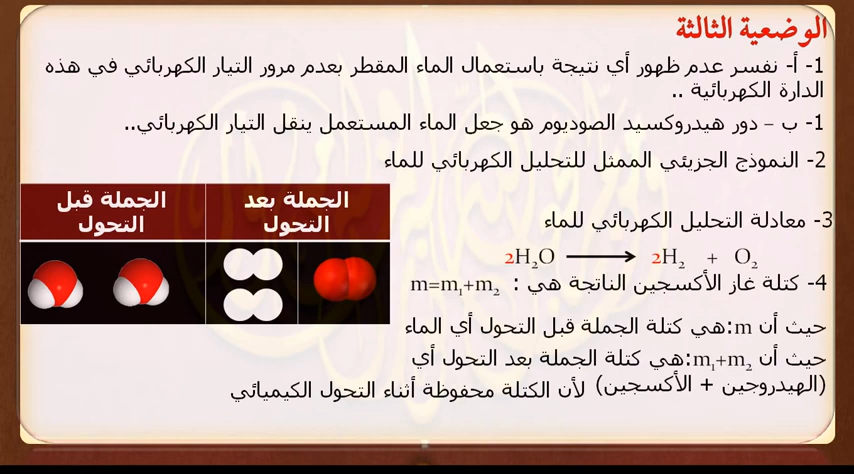 الوضعية الثالثة
1- أ- نفسر عدم ظهور أي نتيجة باستعمال الماء المقطر بعدم مرور التيار الكهربائي في هذه
الدارة الكهربائية ..
1- ب – دور هيدروكسيد الصوديوم هو جعل الماء المستعمل ينقل التيار الكهربائي..
2- النموذج الجزيئي الممثل للتحليل الكهربائي للماء
الجملة قبل التحول
الجملة بعد التحول
3- معادلة التحليل الكهربائي للماء
2H₂O ⟶ 2H₂ + O₂
4- كتلة غاز الأكسجين الناتجة هي : m=m₁+m₂
حيث أن m:هي كتلة الجملة قبل التحول أي الماء
حيث أن m₁+m₂:هي كتلة الجملة بعد التحول أي
(الهيدروجين + الأكسجين) لأن الكتلة محفوظة أثناء التحول الكيميائي